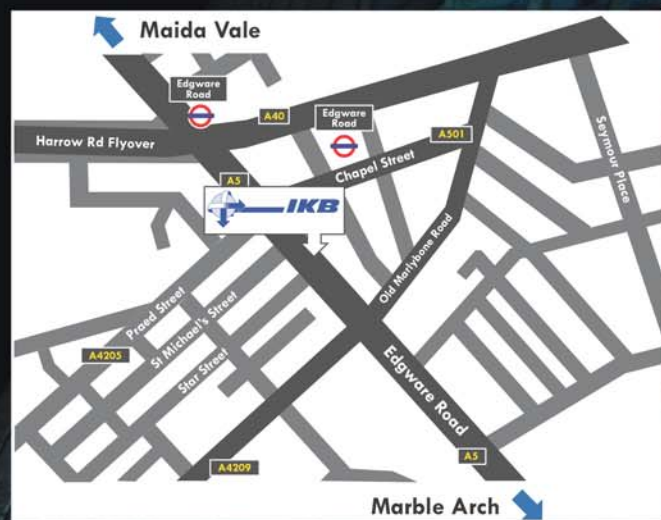 Maida Vale
Edgware
Road
Edgware
Road
A40
Harrow Rd Flyover
A501
Seymour Place
Chapel Street
A5
IKB
Old Marlybone Road
Praed Street
St Michael's Street
A4205
Star Street
Edgware Road
A5
A4209
Marble Arch